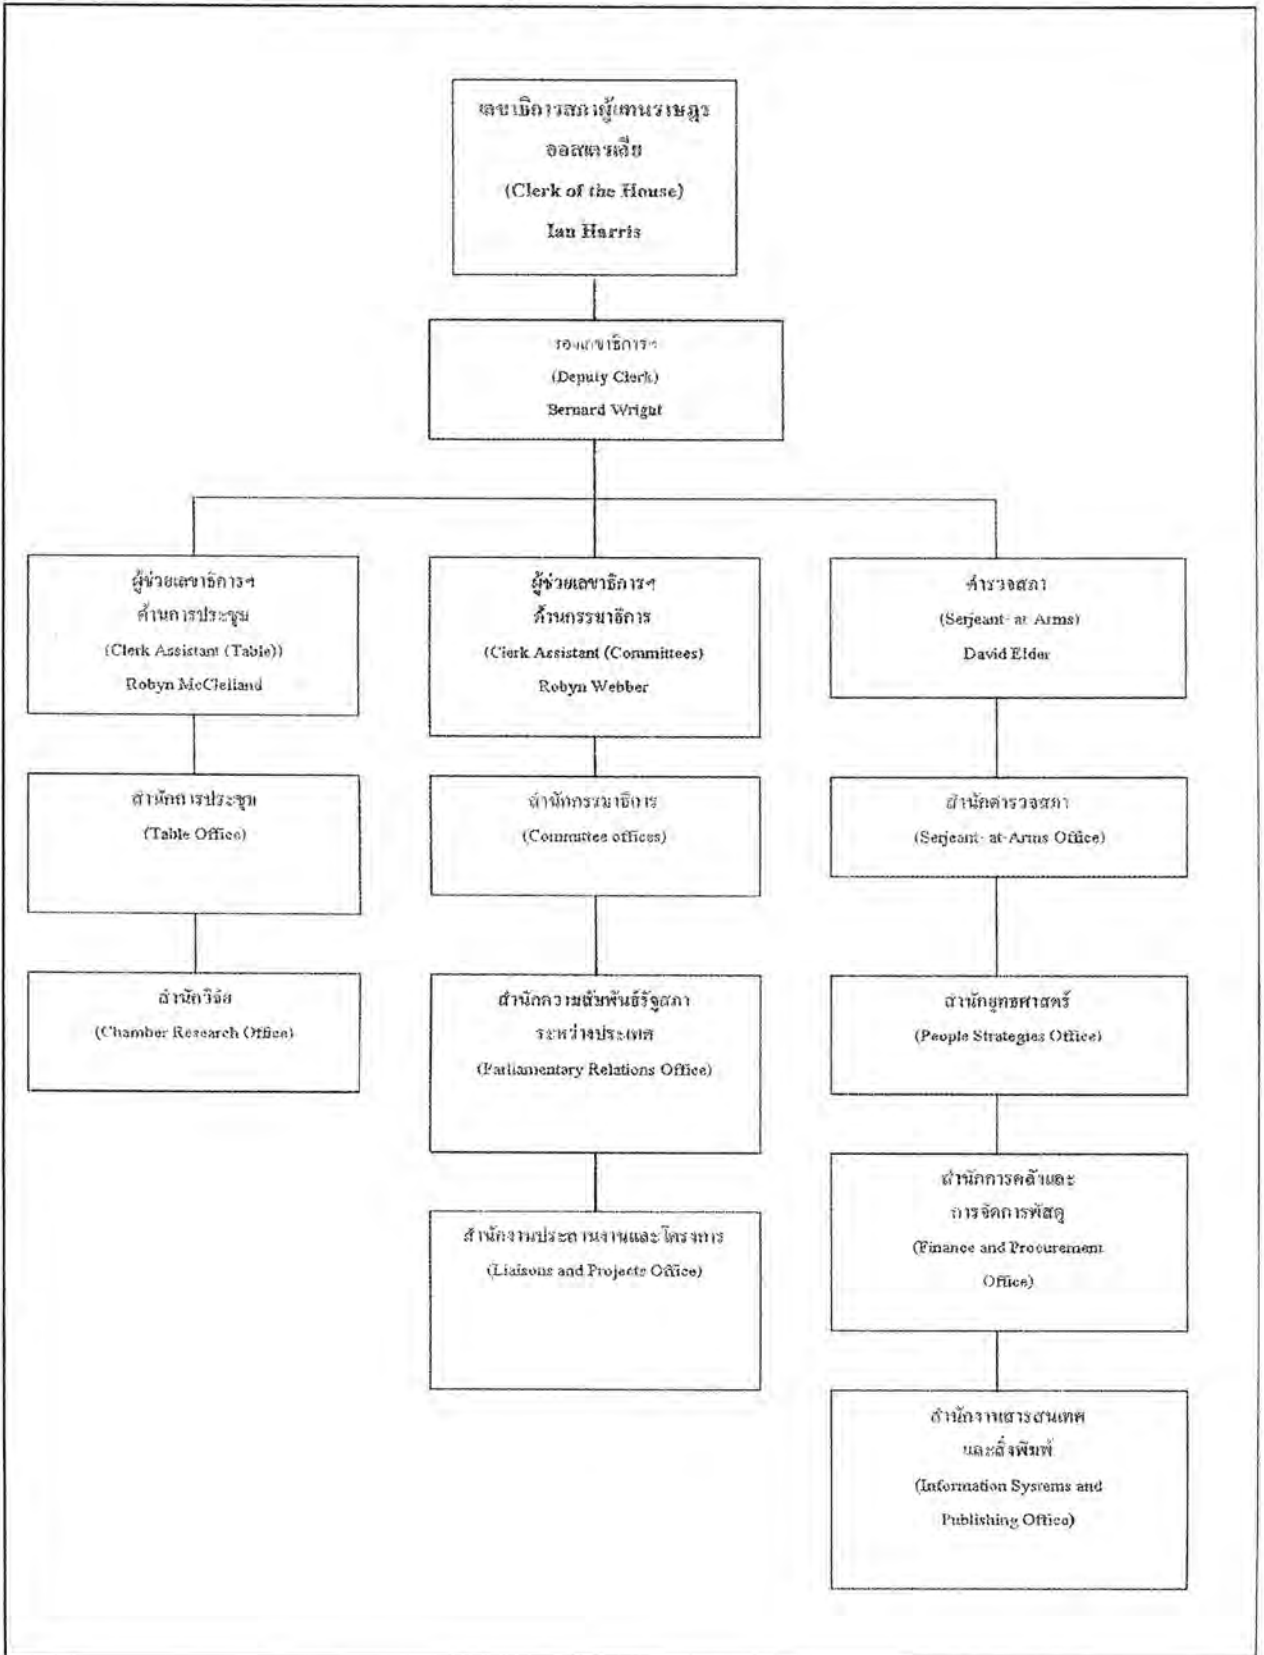 เลขาธิการสภาผู้แทนราษฎร
ออสเตรเลีย
(Clerk of the House)
Ian Harris
รองเลขาธิการฯ
(Deputy Clerk)
Bernard Wright
ผู้ช่วยเลขาธิการฯ
ด้านการประชุม
(Clerk Assistant (Table))
Robyn McClelland
ผู้ช่วยเลขาธิการฯ
ด้านกรรมาธิการ
(Clerk Assistant (Committees)
Robyn Webber
ตำรวจสภา
(Serjeant- at Arms)
David Elder
สำนักการประชุม
(Table Office)
สำนักกรรมาธิการ
(Committee offices)
สำนักตำรวจสภา
(Serjeant- at-Arms Office)
สำนักวิจัย
(Chamber Research Office)
สำนักความสัมพันธ์รัฐสภา
ระหว่างประเทศ
(Parliamentary Relations Office)
สำนักยุทธศาสตร์
(People Strategies Office)
สำนักงานประสานงานและโครงการ
(Liaisons and Projects Office)
สำนักการคลังและ
การจัดการพัสดุ
(Finance and Procurement
Office)
สำนักงานสารสนเทศ
และสิ่งพิมพ์
(Information Systems and
Publishing Office)